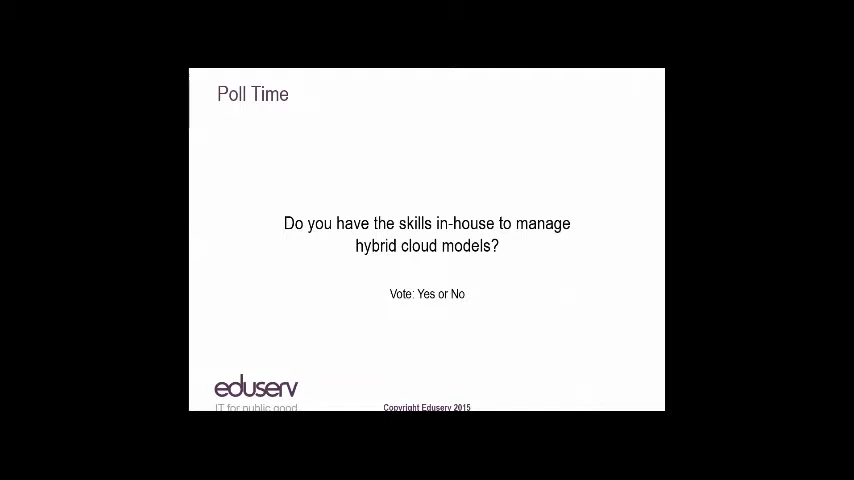 Poll Time
Do you have the skills in-house to manage
hybrid cloud models?
Vote: Yes or No
eduserv
IT for public good
Copyright Eduserv 2015